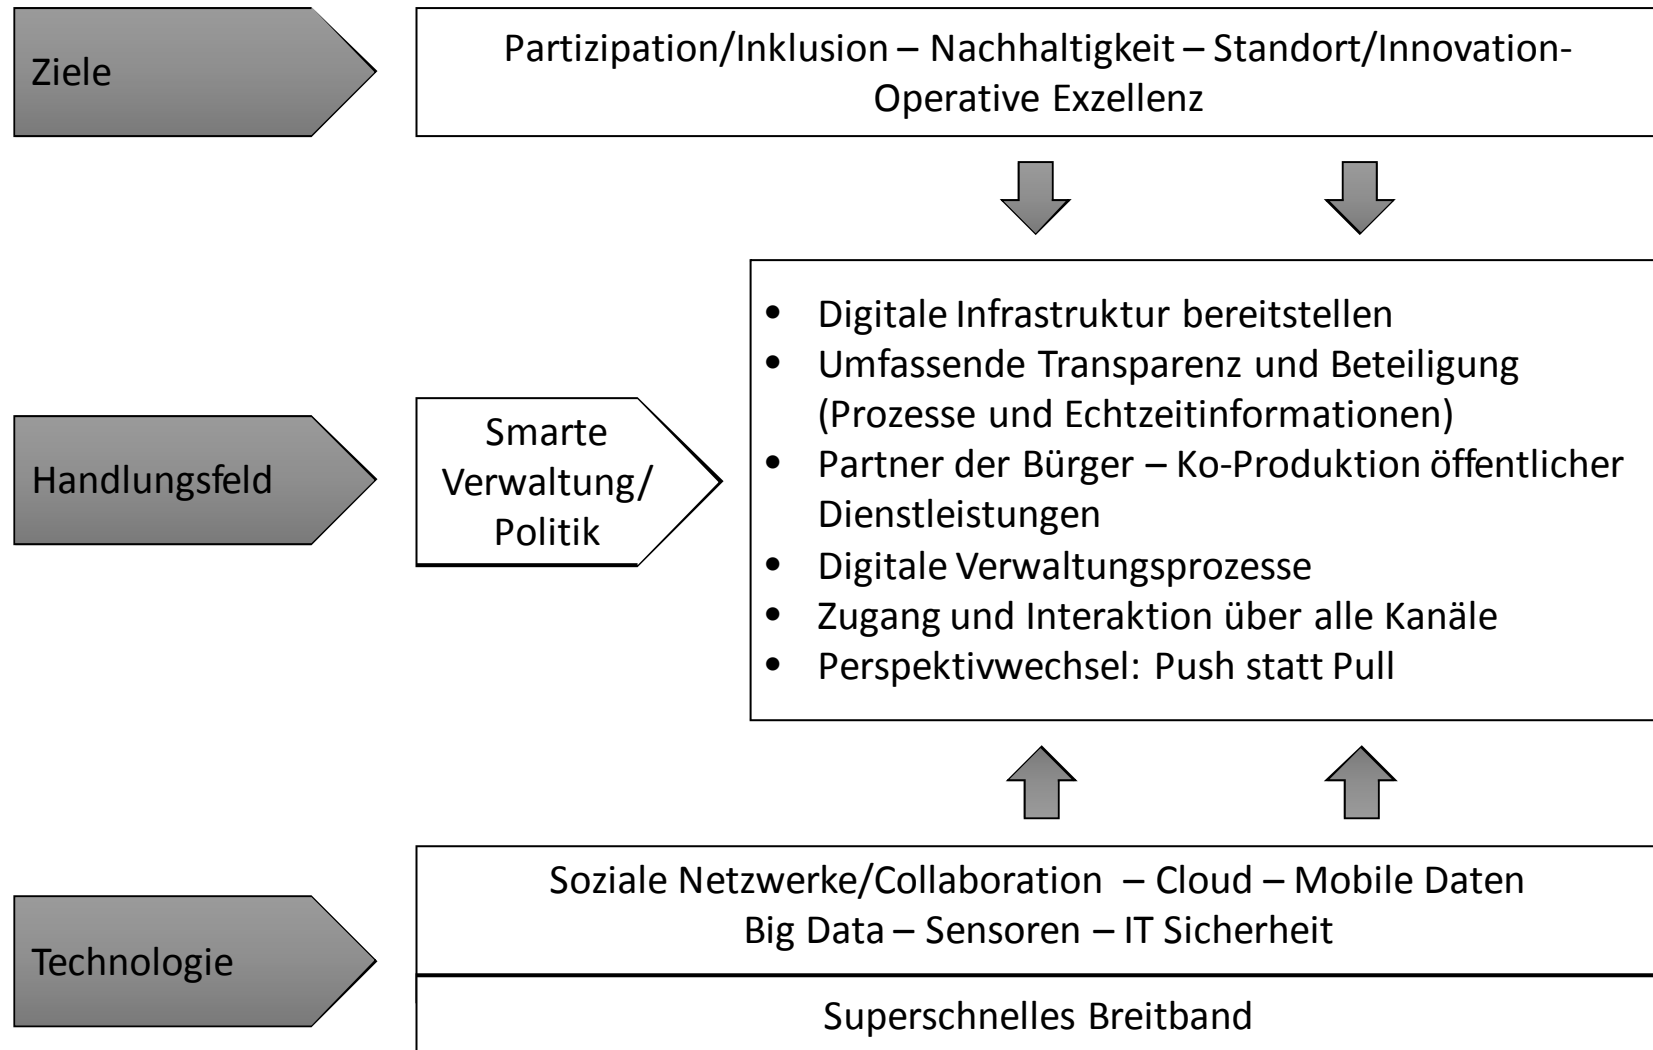 Ziele
Partizipation/Inklusion – Nachhaltigkeit – Standort/Innovation-
Operative Exzellenz
Handlungsfeld
Smarte
Verwaltung/
Politik
• Digitale Infrastruktur bereitstellen
• Umfassende Transparenz und Beteiligung
(Prozesse und Echtzeitinformationen)
• Partner der Bürger – Ko-Produktion öffentlicher
Dienstleistungen
• Digitale Verwaltungsprozesse
• Zugang und Interaktion über alle Kanäle
• Perspektivwechsel: Push statt Pull
Technologie
Soziale Netzwerke/Collaboration – Cloud – Mobile Daten
Big Data – Sensoren – IT Sicherheit
Superschnelles Breitband